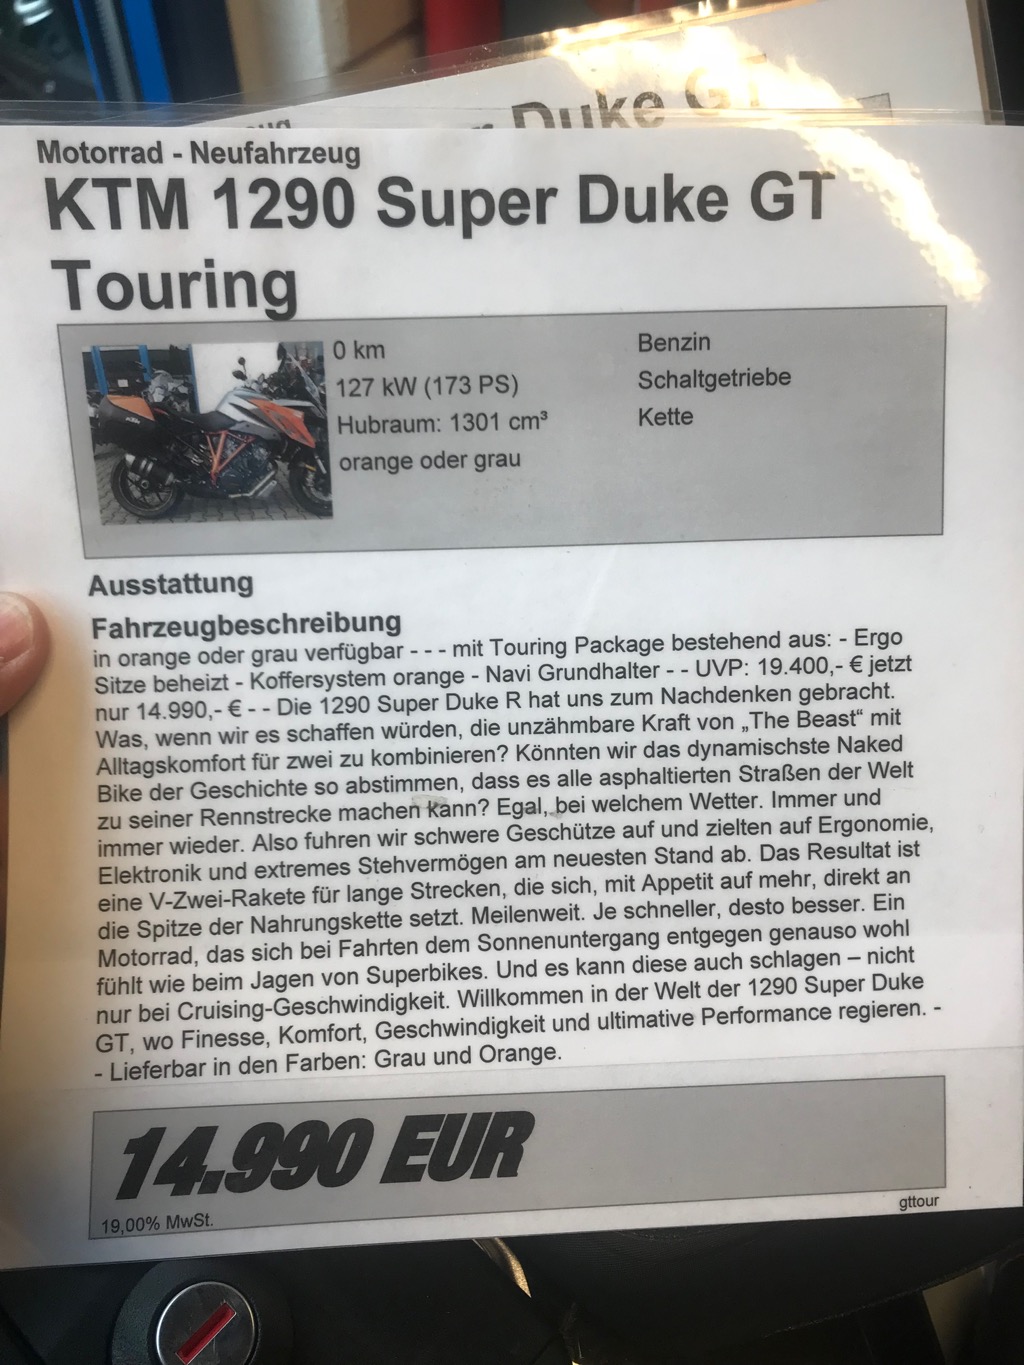 Duke GT
Motorrad - Neufahrzeug
KTM 1290 Super Duke GT
Touring
0 km
127 kW (173 PS)
Hubraum: 1301 cm³
orange oder grau
Benzin
Schaltgetriebe
Kette
Ausstattung
Fahrzeugbeschreibung
in orange oder grau verfügbar - - - mit Touring Package bestehend aus: - Ergo
Sitze beheizt - Koffersystem orange - Navi Grundhalter - - UVP: 19.400,- € jetzt
nur 14.990,- € - - Die 1290 Super Duke R hat uns zum Nachdenken gebracht.
Was, wenn wir es schaffen würden, die unzähmbare Kraft von „The Beast“ mit
Alltagskomfort für zwei zu kombinieren? Könnten wir das dynamischste Naked
Bike der Geschichte so abstimmen, dass es alle asphaltierten Straßen der Welt
zu seiner Rennstrecke machen kann? Egal, bei welchem Wetter. Immer und
immer wieder. Also fuhren wir schwere Geschütze auf und zielten auf Ergonomie,
Elektronik und extremes Stehvermögen am neuesten Stand ab. Das Resultat ist
eine V-Zwei-Rakete für lange Strecken, die sich, mit Appetit auf mehr, direkt an
die Spitze der Nahrungskette setzt. Meilenweit. Je schneller, desto besser. Ein
Motorrad, das sich bei Fahrten dem Sonnenuntergang entgegen genauso wohl
fühlt wie beim Jagen von Superbikes. Und es kann diese auch schlagen – nicht
nur bei Cruising-Geschwindigkeit. Willkommen in der Welt der 1290 Super Duke
GT, wo Finesse, Komfort, Geschwindigkeit und ultimative Performance regieren. -
- Lieferbar in den Farben: Grau und Orange.
14.990 EUR
19,00% MwSt.
gttour